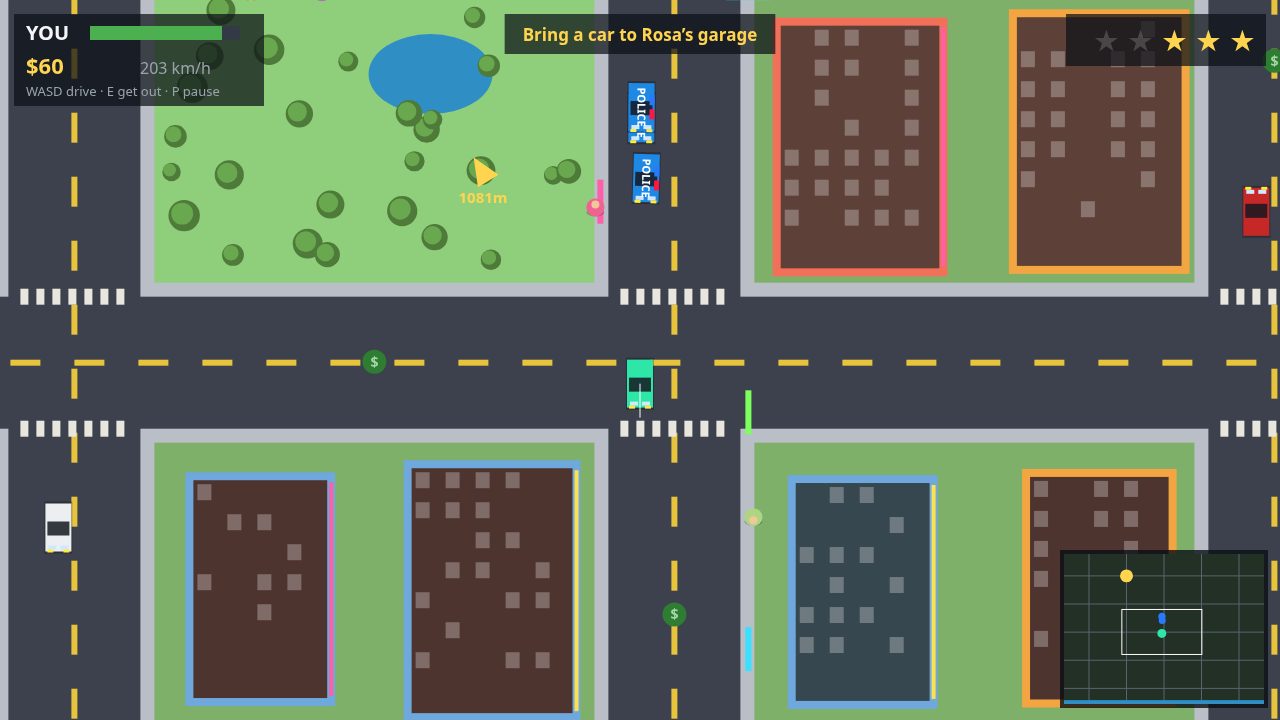 YOU
$60
203 km/h
WASD drive · E get out · P pause
Bring a car to Rosa’s garage
$
POLICE
POLICE
1081m
$
$